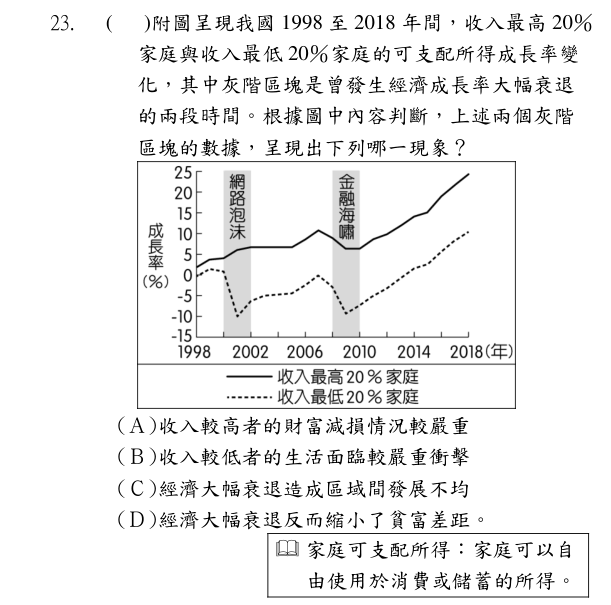 23. (　)附圖呈現我國 1998 至 2018 年間，收入最高 20%
家庭與收入最低 20%家庭的可支配所得成長率變
化，其中灰階區塊是曾發生經濟成長率大幅衰退
的兩段時間。根據圖中內容判斷，上述兩個灰階
區塊的數據，呈現出下列哪一現象？
成長率(%)
25
20
15
10
5
0
-5
-10
-15
網路泡沫
金融海嘯
1998 2002 2006 2010 2014 2018(年)
收入最高20%家庭
收入最低20%家庭
(A)收入較高者的財富減損情況較嚴重
(B)收入較低者的生活面臨較嚴重衝擊
(C)經濟大幅衰退造成區域間發展不均
(D)經濟大幅衰退反而縮小了貧富差距。
家庭可支配所得：家庭可以自
由使用於消費或儲蓄的所得。